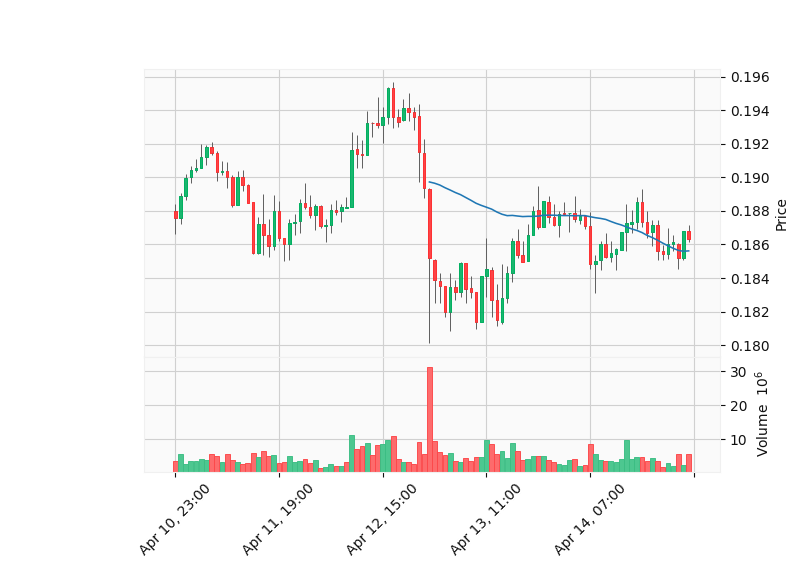 0.196
0.194
0.192
0.190
0.188
0.186
0.184
0.182
0.180
Price
30
20
10
Volume 10⁶
Apr 10, 23:00
Apr 11, 19:00
Apr 12, 15:00
Apr 13, 11:00
Apr 14, 07:00